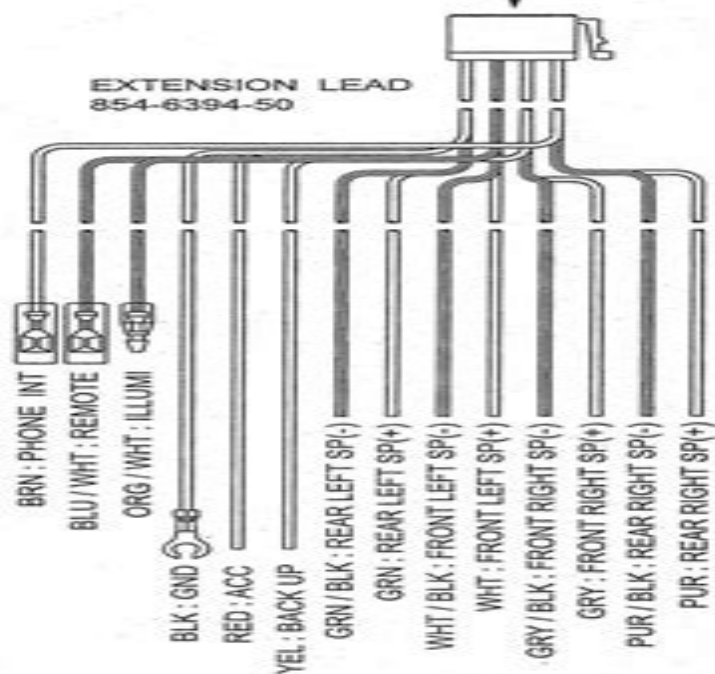 EXTENSION LEAD
854-6394-50
BRN : PHONE INT
BLU / WHT : REMOTE
ORG / WHT : ILLUMI
BLK : GND
RED : ACC
YEL : BACK UP
GRN / BLK : REAR LEFT SP(-)
GRN : REAR LEFT SP(+)
WHT / BLK : FRONT LEFT SP(-)
WHT : FRONT LEFT SP(+)
GRY / BLK : FRONT RIGHT SP(-)
GRY : FRONT RIGHT SP(+)
PUR / BLK : REAR RIGHT SP(-)
PUR : REAR RIGHT SP(+)